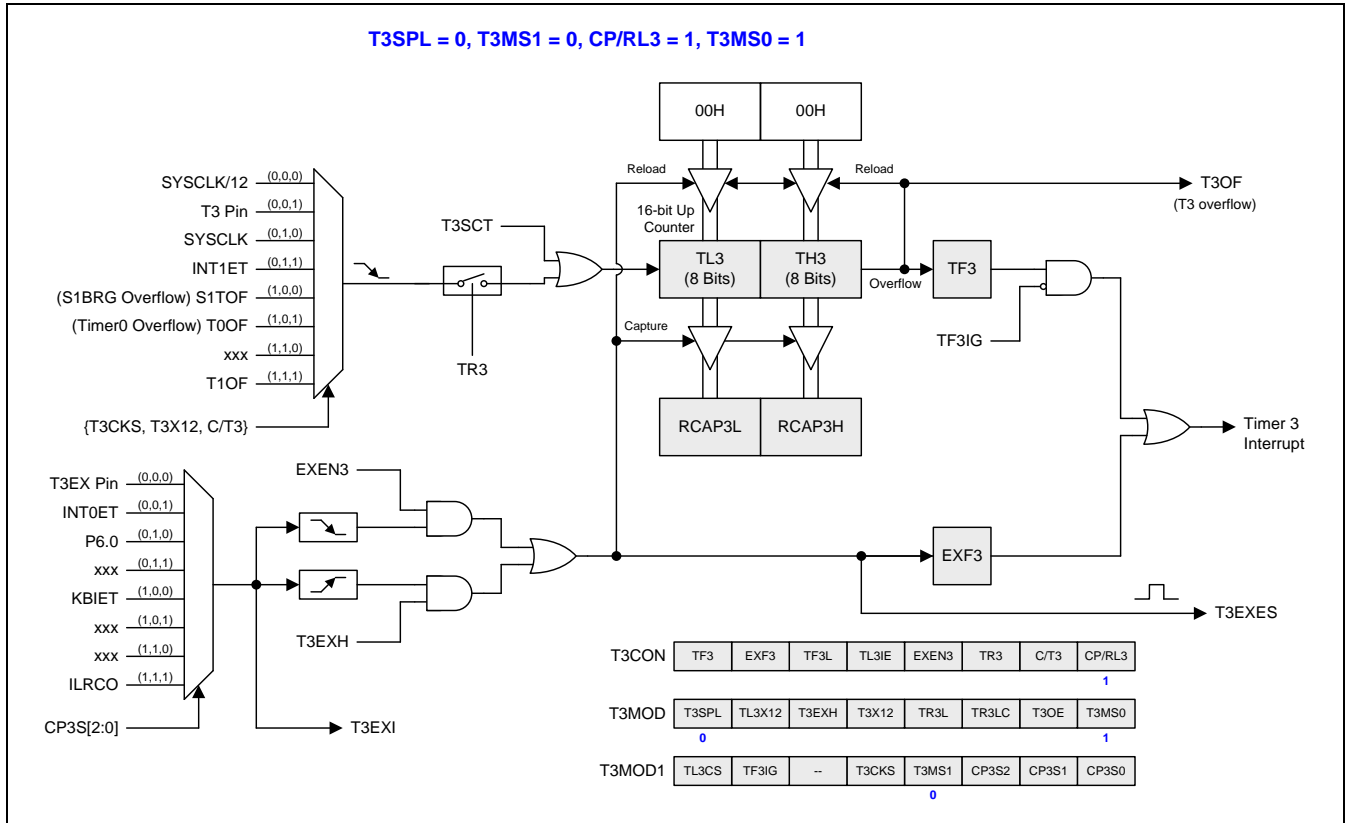 T3SPL = 0, T3MS1 = 0, CP/RL3 = 1, T3MS0 = 1
00H 00H
Reload Reload
SYSCLK/12 (0,0,0)
T3 Pin (0,0,1)
SYSCLK (0,1,0)
INT1ET (0,1,1)
(S1BRG Overflow) S1TOF (1,0,0)
(Timer0 Overflow) T0OF (1,0,1)
xxx (1,1,0)
T1OF (1,1,1)
{T3CKS, T3X12, C/T3}
T3SCT
TR3
16-bit Up
Counter
TL3
(8 Bits)
TH3
(8 Bits)
Overflow
TF3
T3OF
(T3 overflow)
TF3IG
Capture
RCAP3L RCAP3H
Timer 3
Interrupt
T3EX Pin (0,0,0)
INT0ET (0,0,1)
P6.0 (0,1,0)
xxx (0,1,1)
KBIET (1,0,0)
xxx (1,0,1)
xxx (1,1,0)
ILRCO (1,1,1)
CP3S[2:0]
EXEN3
T3EXH
T3EXI
EXF3
T3EXES
T3CON TF3 EXF3 TF3L TL3IE EXEN3 TR3 C/T3 CP/RL3
1
T3MOD T3SPL TL3X12 T3EXH T3X12 TR3L TR3LC T3OE T3MS0
0 1
T3MOD1 TL3CS TF3IG -- T3CKS T3MS1 CP3S2 CP3S1 CP3S0
0